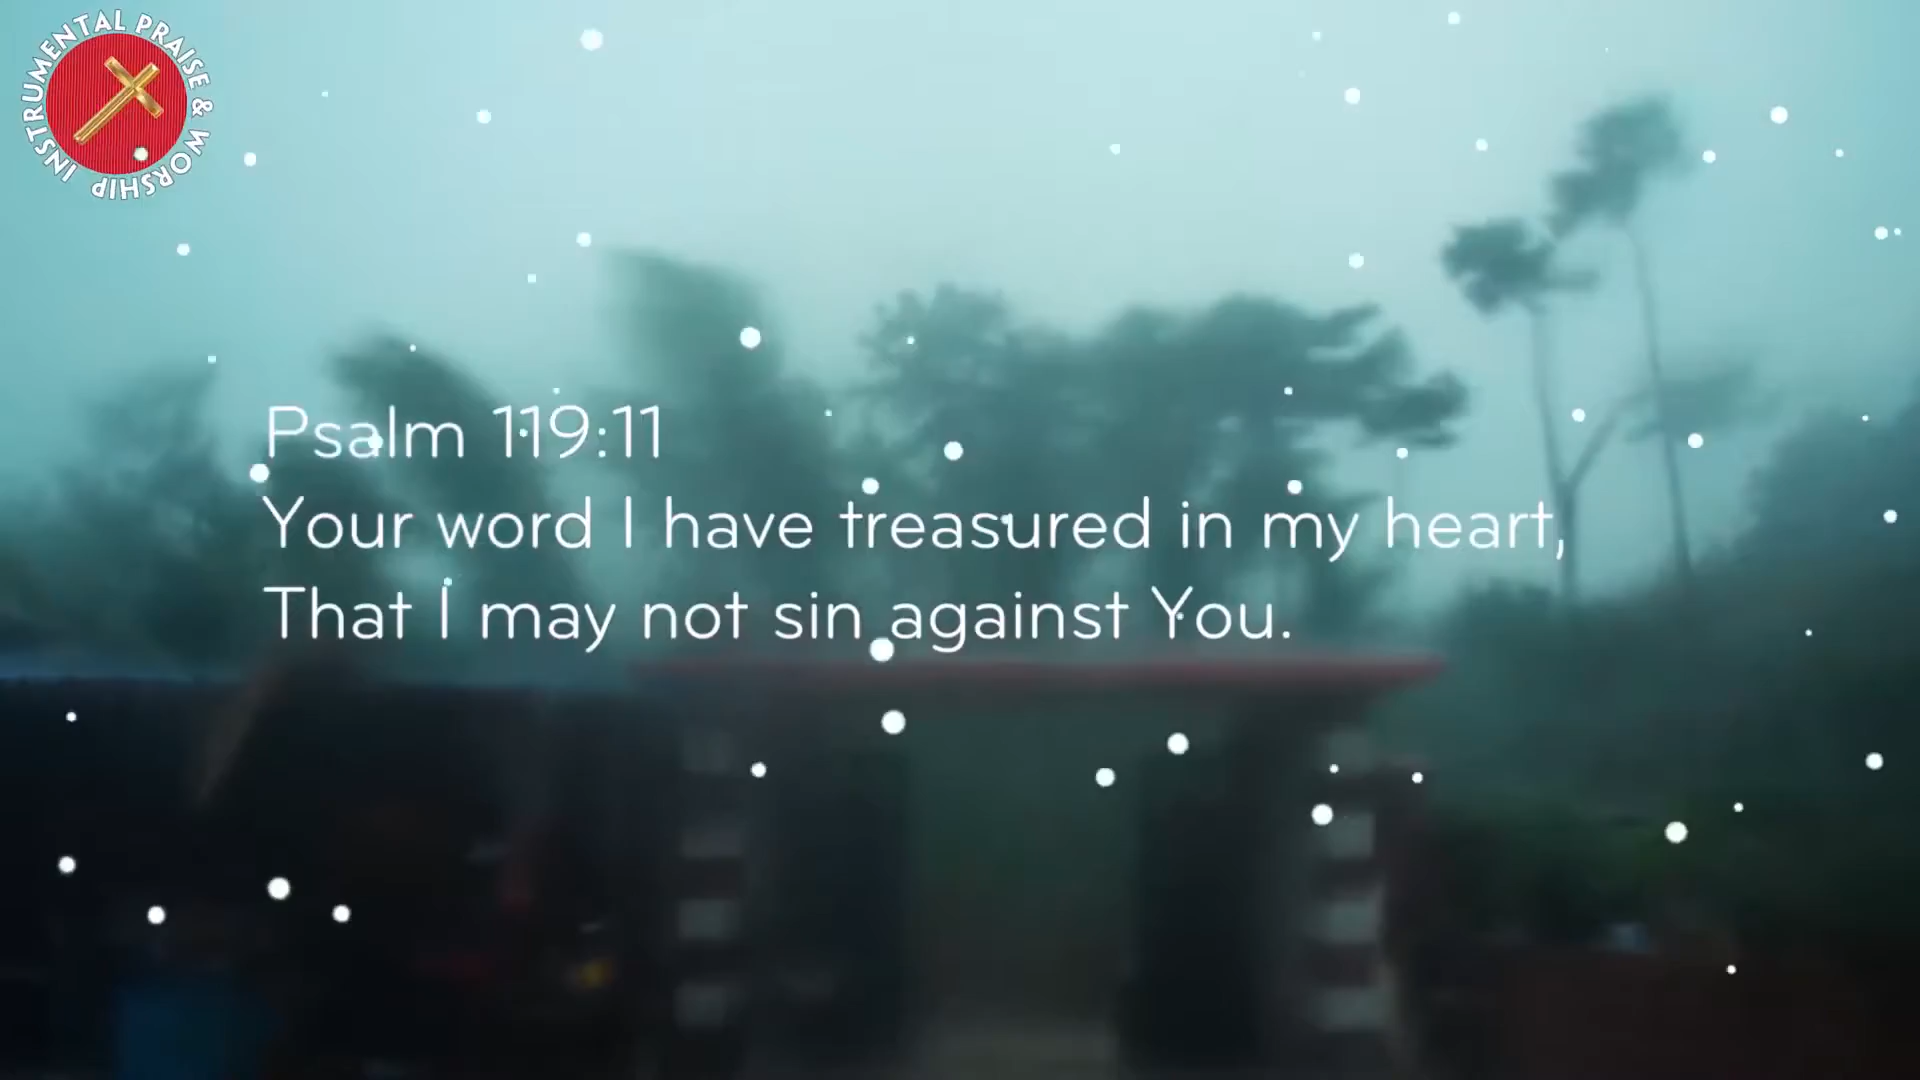 INSTRUMENTAL PRAISE & WORSHIP
Psalm 119:11
Your word I have treasured in my heart,
That I may not sin against You.